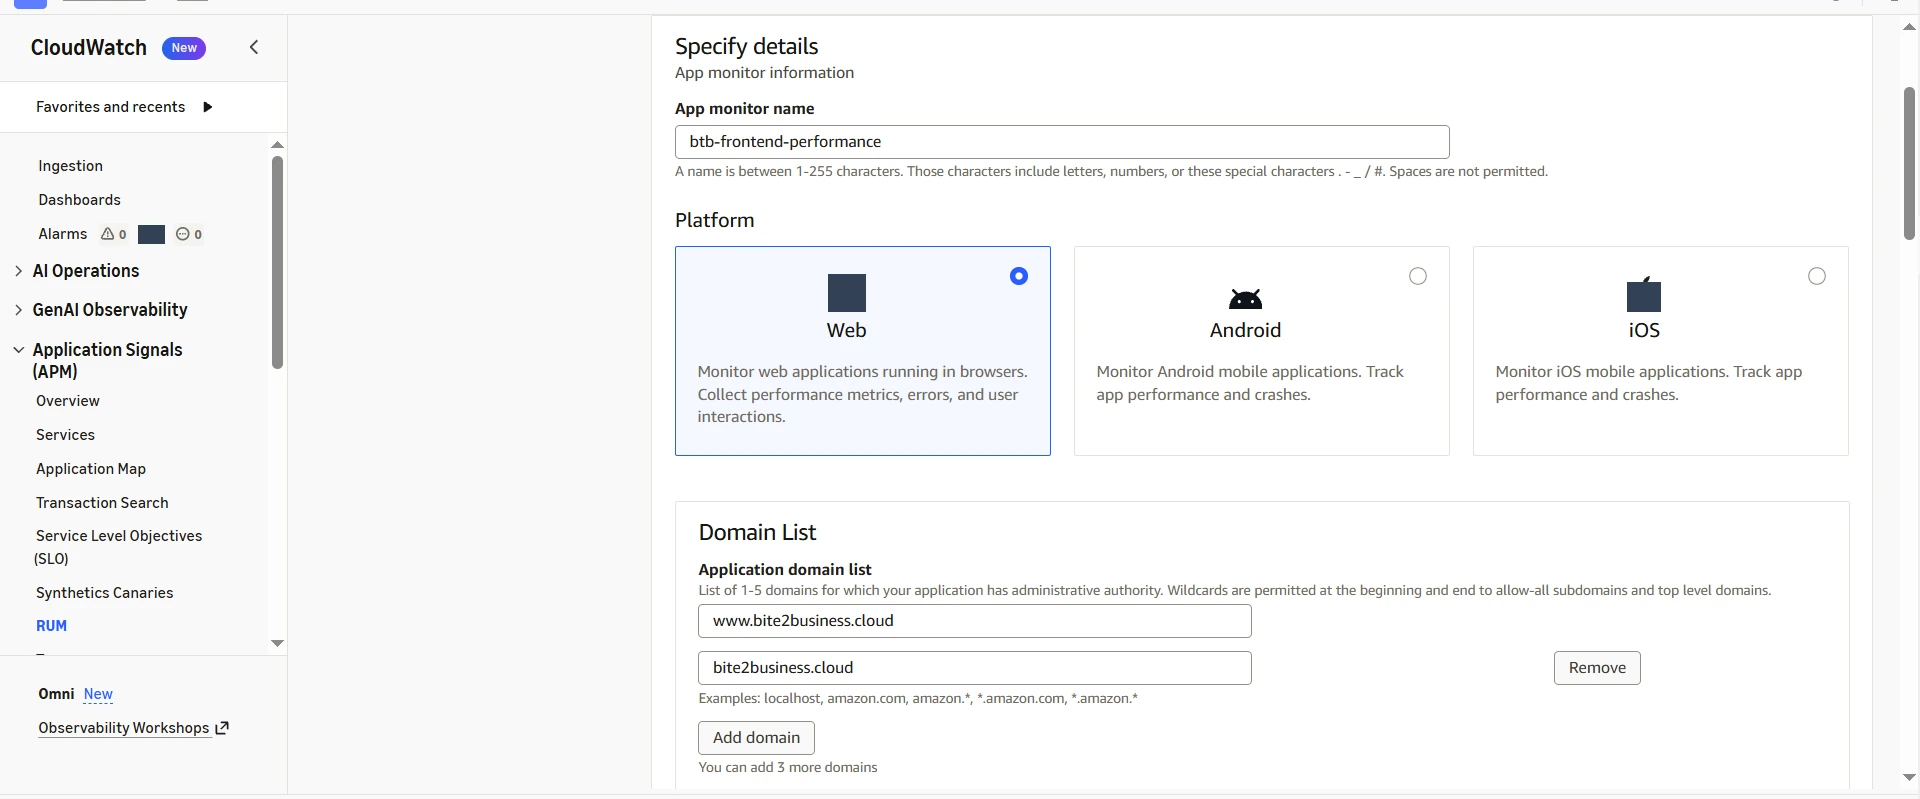 CloudWatch New
Favorites and recents
Ingestion
Dashboards
Alarms 0 0
AI Operations
GenAI Observability
Application Signals
(APM)
Overview
Services
Application Map
Transaction Search
Service Level Objectives
(SLO)
Synthetics Canaries
RUM
Omni New
Observability Workshops
Specify details
App monitor information
App monitor name
btb-frontend-performance
A name is between 1-255 characters. Those characters include letters, numbers, or these special characters . - _ / #. Spaces are not permitted.
Platform
Web
Monitor web applications running in browsers.
Collect performance metrics, errors, and user
interactions.
Android
Monitor Android mobile applications. Track
app performance and crashes.
iOS
Monitor iOS mobile applications. Track app
performance and crashes.
Domain List
Application domain list
List of 1-5 domains for which your application has administrative authority. Wildcards are permitted at the beginning and end to allow-all subdomains and top level domains.
www.bite2business.cloud
bite2business.cloud
Remove
Examples: localhost, amazon.com, amazon.*, *.amazon.com, *.amazon.*
Add domain
You can add 3 more domains